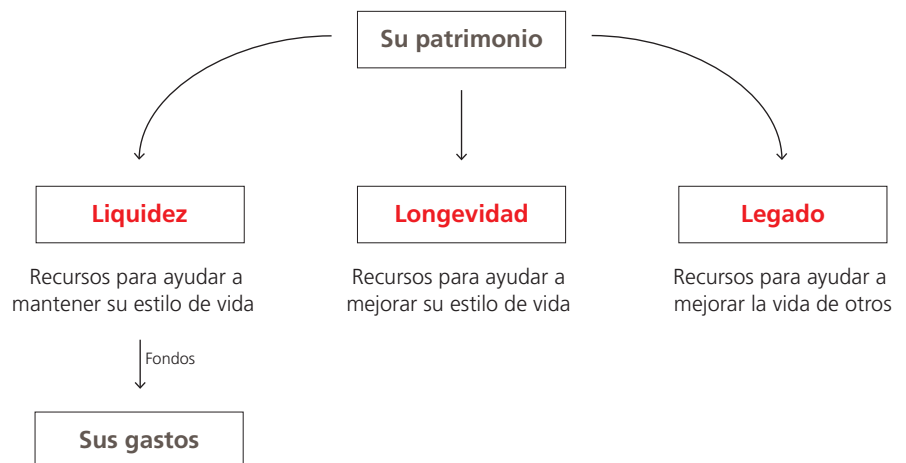 Su patrimonio
Liquidez
Longevidad
Legado
Recursos para ayudar a
mantener su estilo de vida
Recursos para ayudar a
mejorar su estilo de vida
Recursos para ayudar a
mejorar la vida de otros
Fondos
Sus gastos